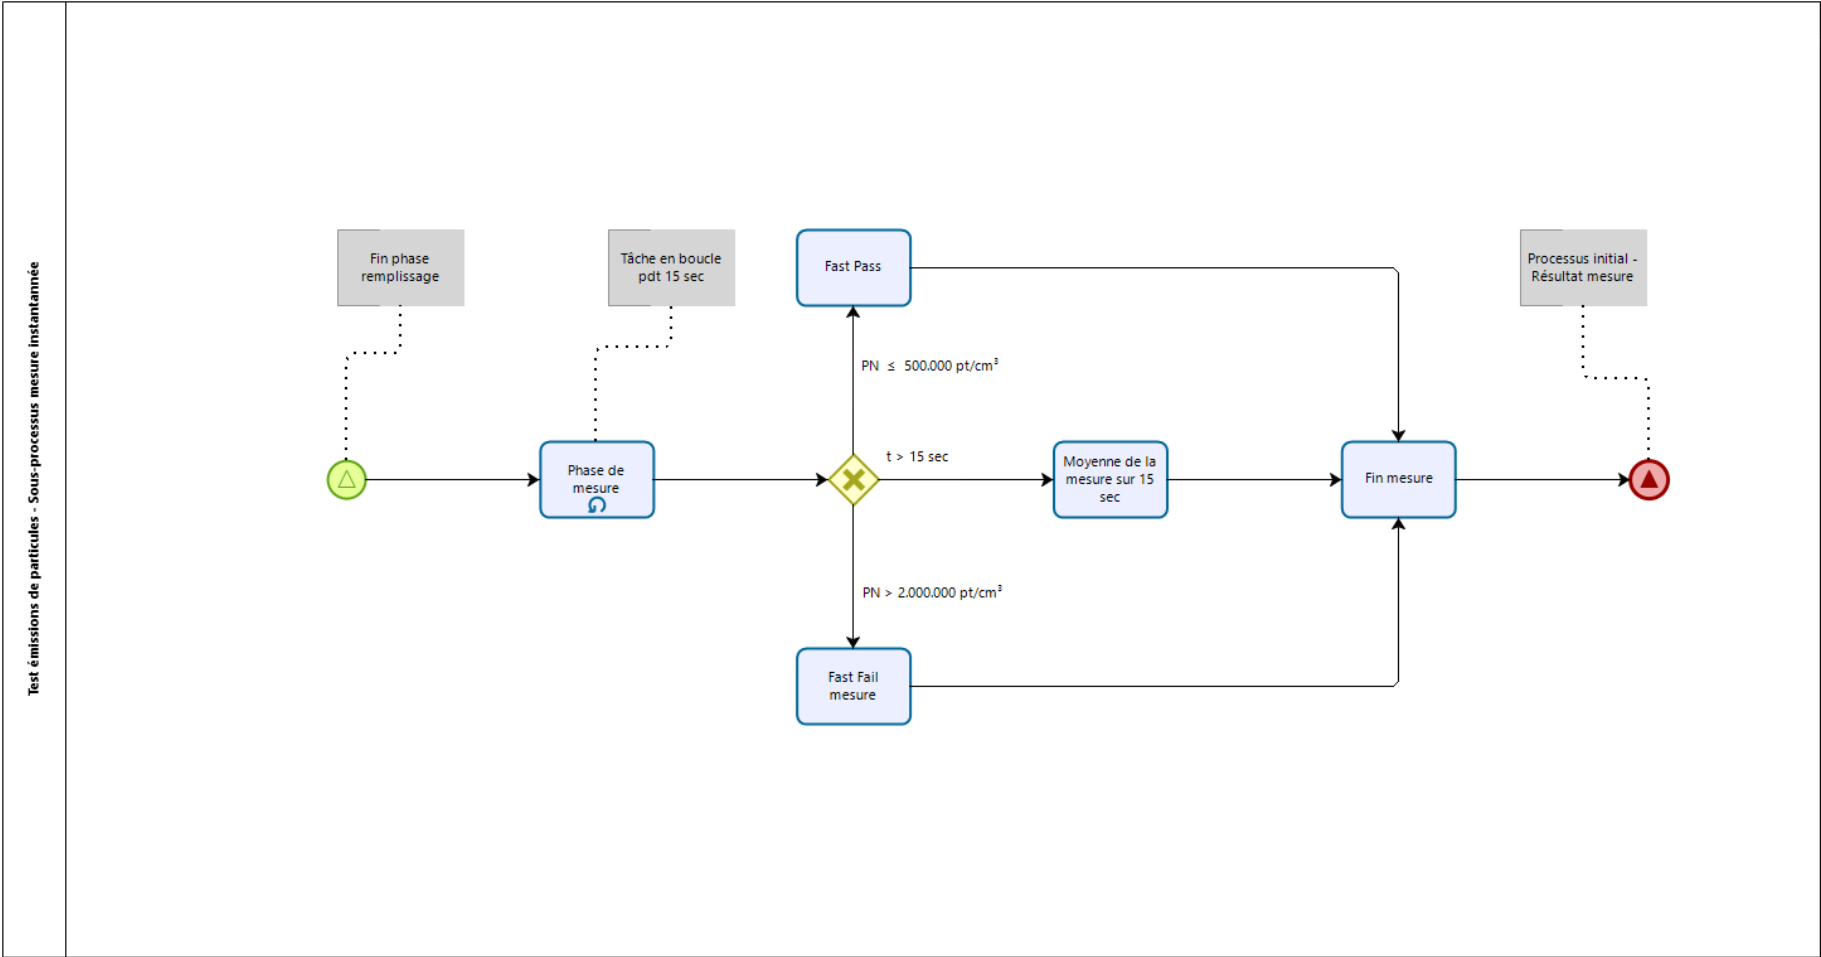 Test émissions de particules - Sous-processus mesure instantannée
Fin phase
remplissage
Tâche en boucle
pdt 15 sec
Fast Pass
Processus initial -
Résultat mesure
PN ≤ 500.000 pt/cm³
t > 15 sec
Phase de
mesure
Moyenne de la
mesure sur 15
sec
Fin mesure
PN > 2.000.000 pt/cm³
Fast Fail
mesure